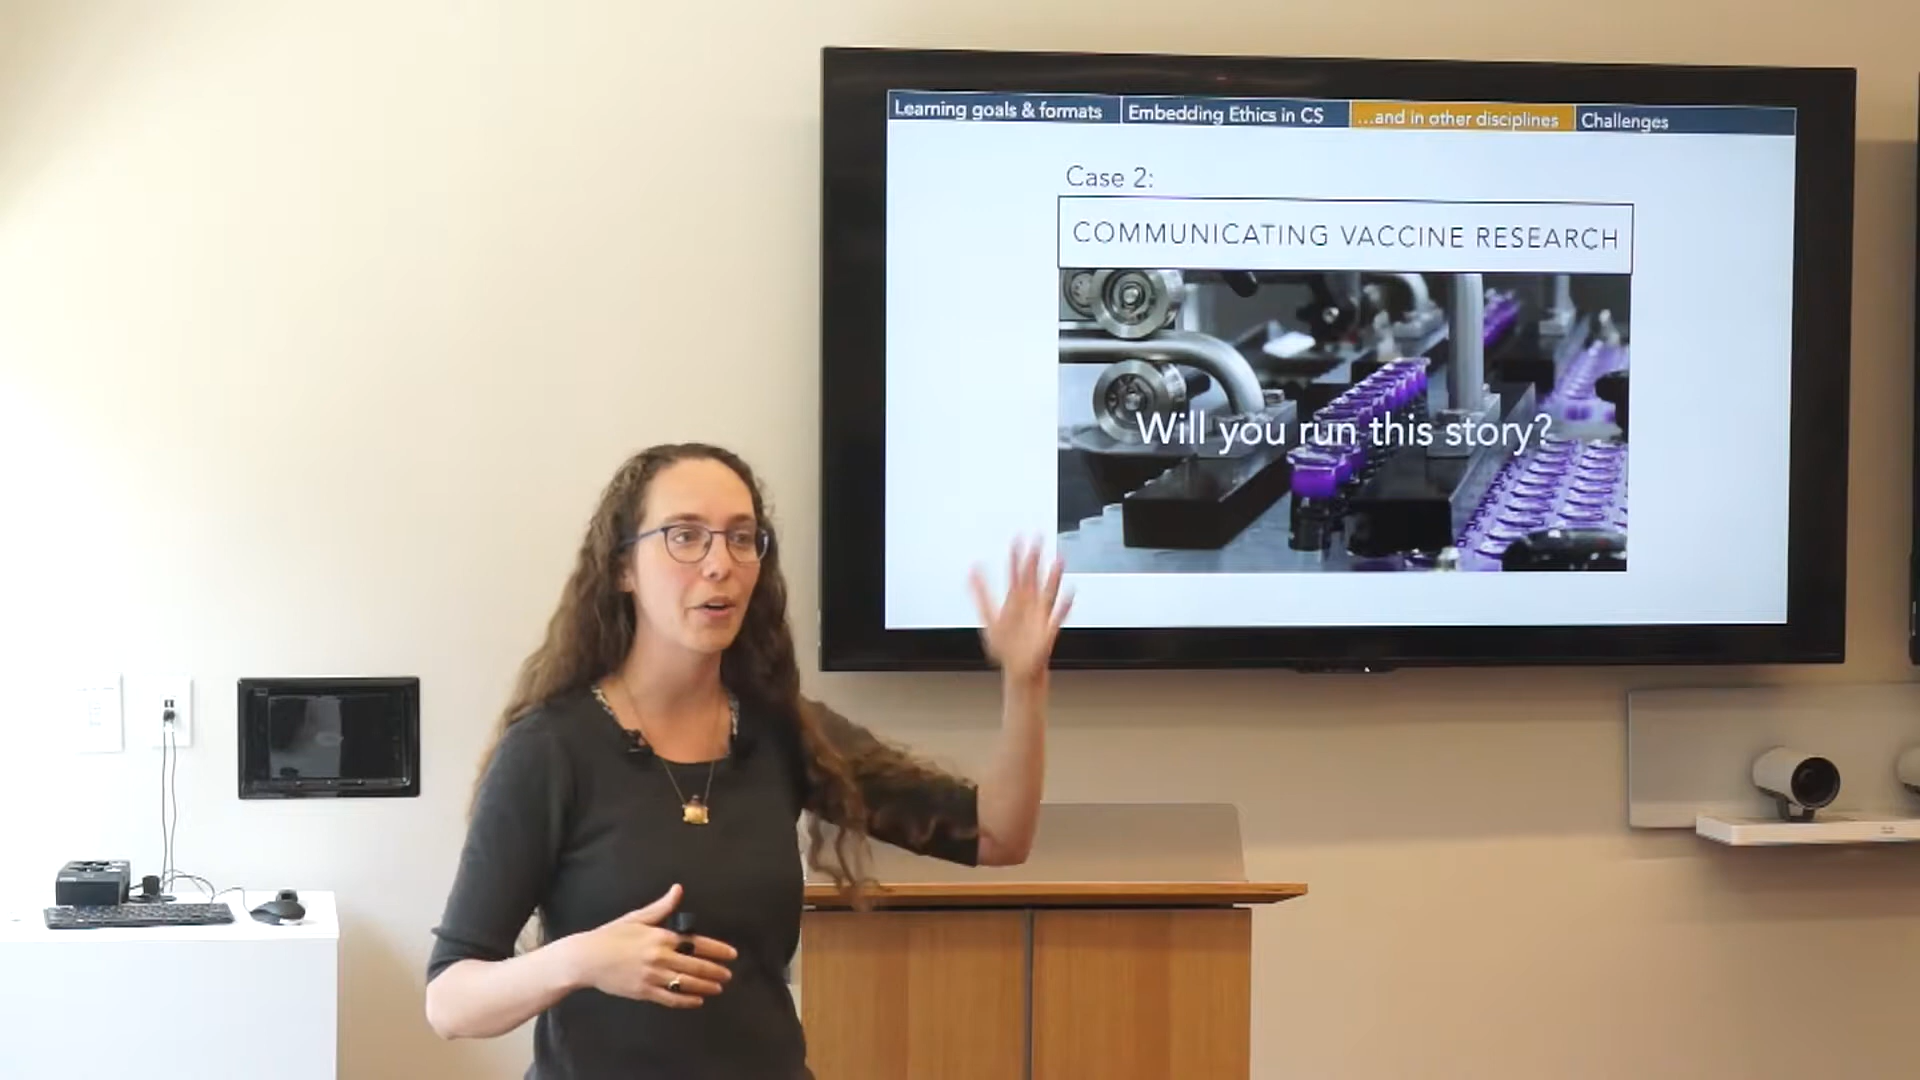 Learning goals & formats
Embedding Ethics in CS
...and in other disciplines
Challenges
Case 2:
COMMUNICATING VACCINE RESEARCH
Will you run this story?